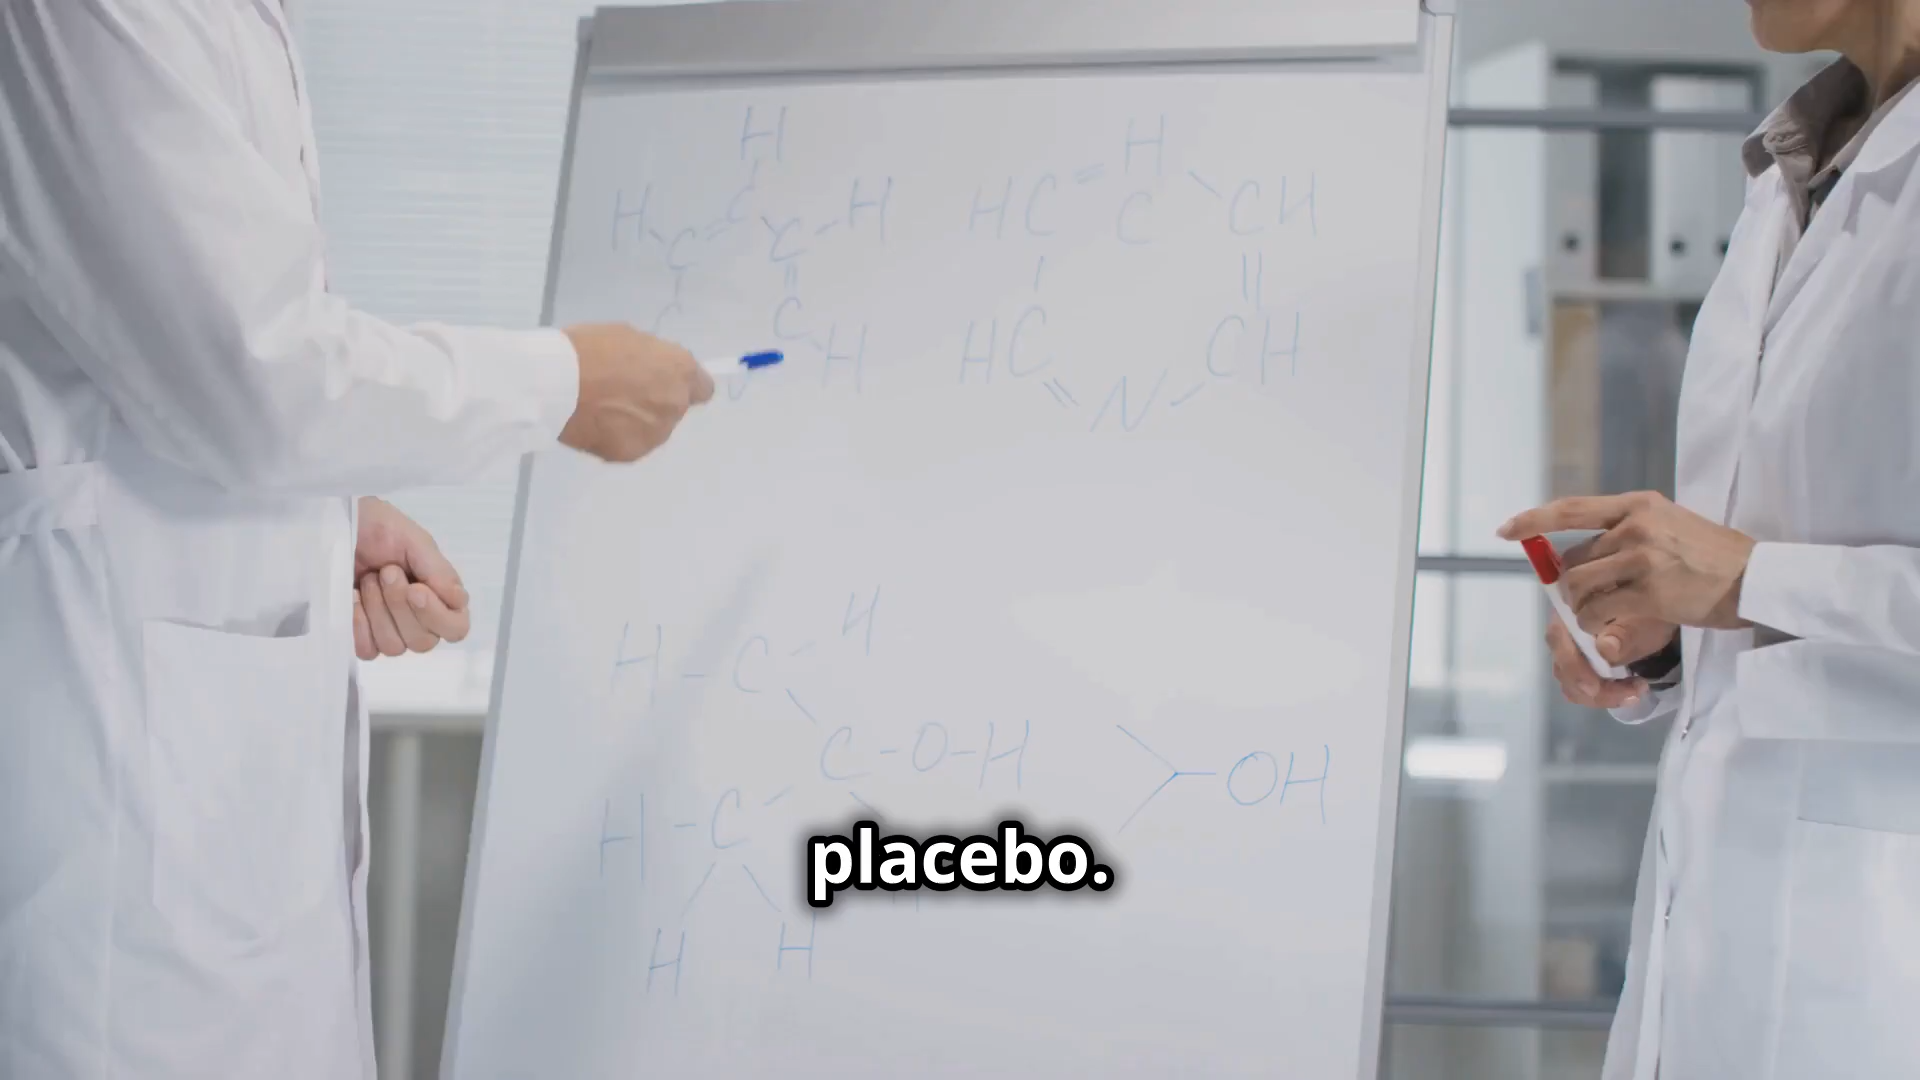 H
H C C H
C C H
H
HC = C CH
HC N CH
H - C H
C - O - H
H - C
H H
OH
placebo.